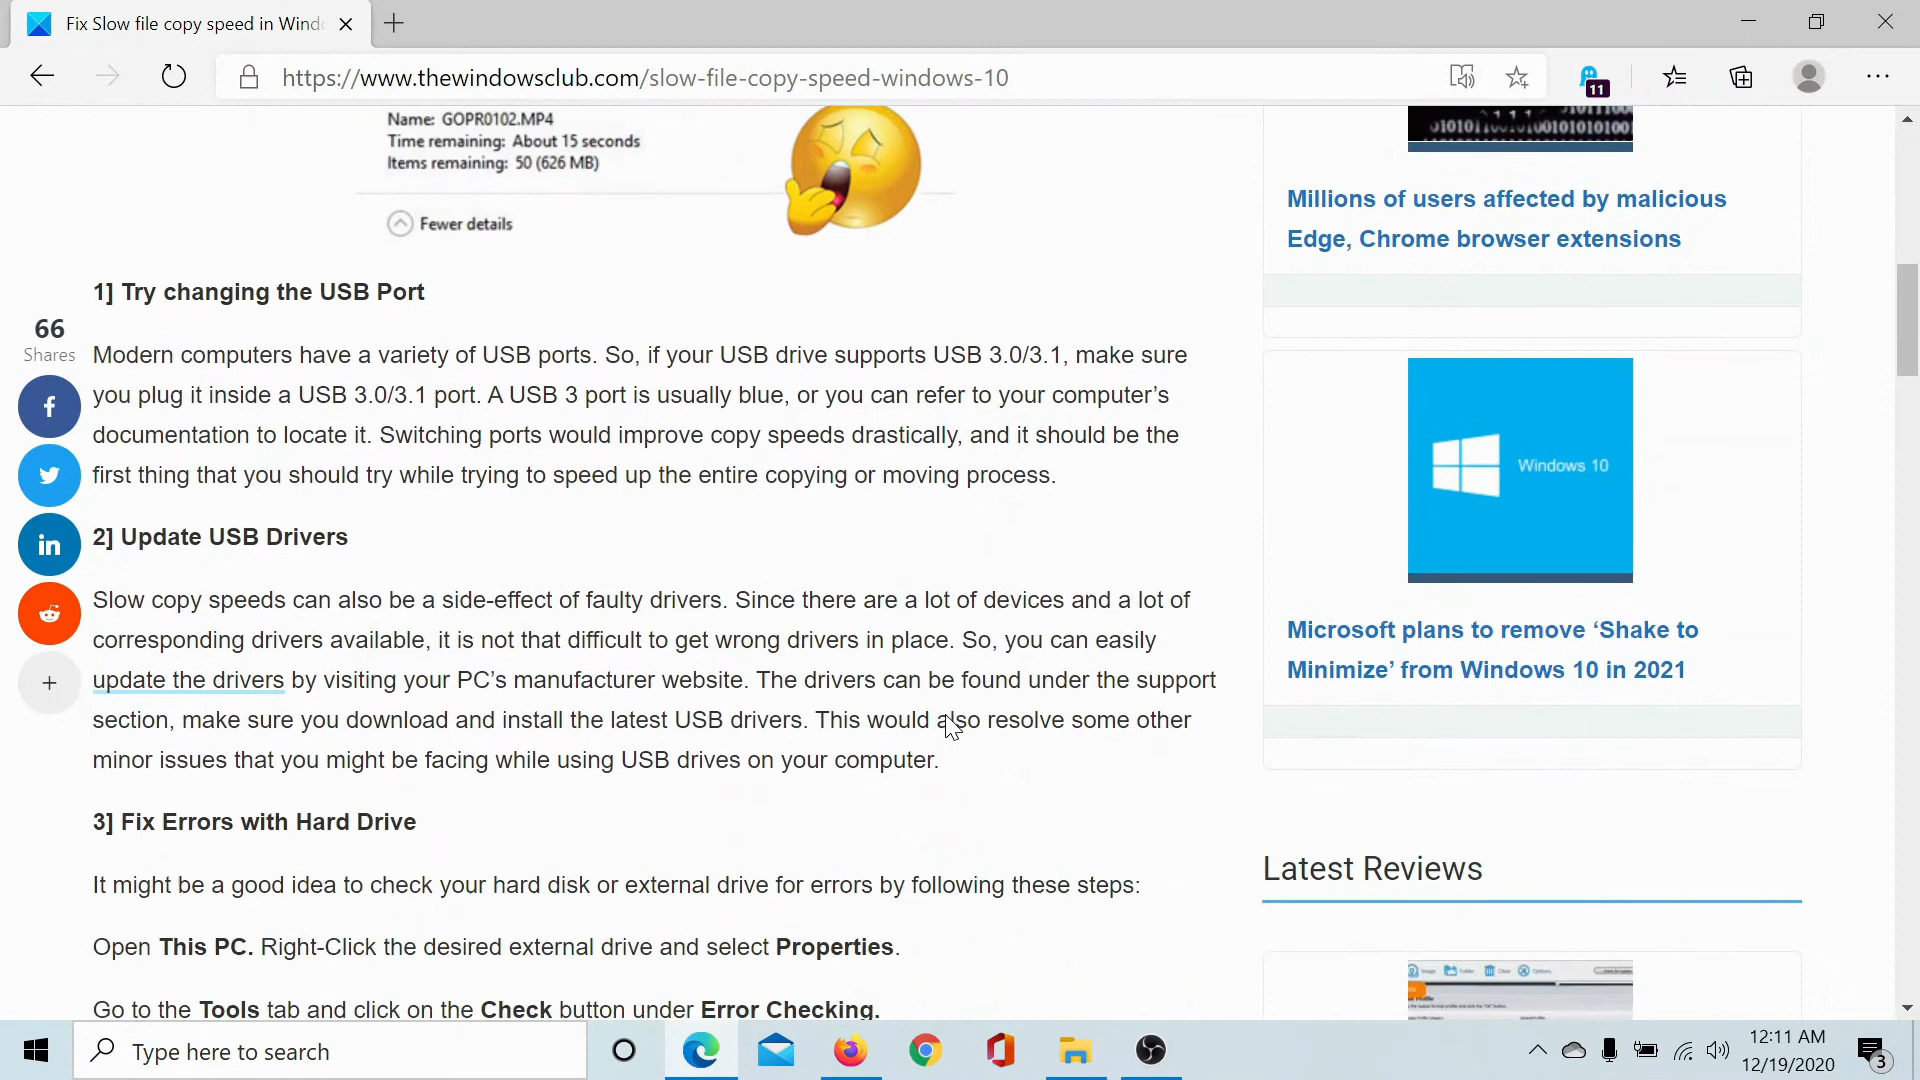 Fix Slow file copy speed in Wind
https://www.thewindowsclub.com/slow-file-copy-speed-windows-10
11
Name: GOPR0102.MP4
Time remaining: About 15 seconds
Items remaining: 50 (626 MB)
Fewer details
1] Try changing the USB Port
Modern computers have a variety of USB ports. So, if your USB drive supports USB 3.0/3.1, make sure
you plug it inside a USB 3.0/3.1 port. A USB 3 port is usually blue, or you can refer to your computer’s
documentation to locate it. Switching ports would improve copy speeds drastically, and it should be the
first thing that you should try while trying to speed up the entire copying or moving process.
2] Update USB Drivers
Slow copy speeds can also be a side-effect of faulty drivers. Since there are a lot of devices and a lot of
corresponding drivers available, it is not that difficult to get wrong drivers in place. So, you can easily
update the drivers by visiting your PC’s manufacturer website. The drivers can be found under the support
section, make sure you download and install the latest USB drivers. This would also resolve some other
minor issues that you might be facing while using USB drives on your computer.
3] Fix Errors with Hard Drive
It might be a good idea to check your hard disk or external drive for errors by following these steps:
Open This PC. Right-Click the desired external drive and select Properties.
Go to the Tools tab and click on the Check button under Error Checking.
66
Shares
f
in
+
Millions of users affected by malicious
Edge, Chrome browser extensions
Windows 10
Microsoft plans to remove ‘Shake to
Minimize’ from Windows 10 in 2021
Latest Reviews
Type here to search
12:11 AM
12/19/2020
3